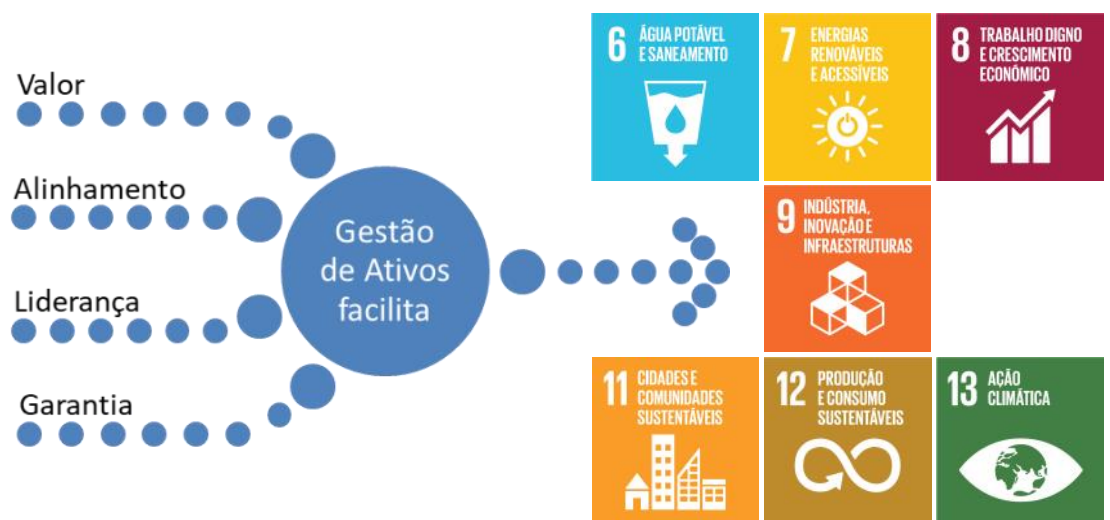 Valor
Alinhamento
Liderança
Garantia
Gestão
de Ativos
facilita
6 ÁGUA POTÁVEL
E SANEAMENTO
7 ENERGIAS
RENOVÁVEIS
E ACESSÍVEIS
8 TRABALHO DIGNO
E CRESCIMENTO
ECONÓMICO
9 INDÚSTRIA,
INOVAÇÃO E
INFRAESTRUTURAS
11 CIDADES E
COMUNIDADES
SUSTENTÁVEIS
12 PRODUÇÃO
E CONSUMO
SUSTENTÁVEIS
13 AÇÃO
CLIMÁTICA